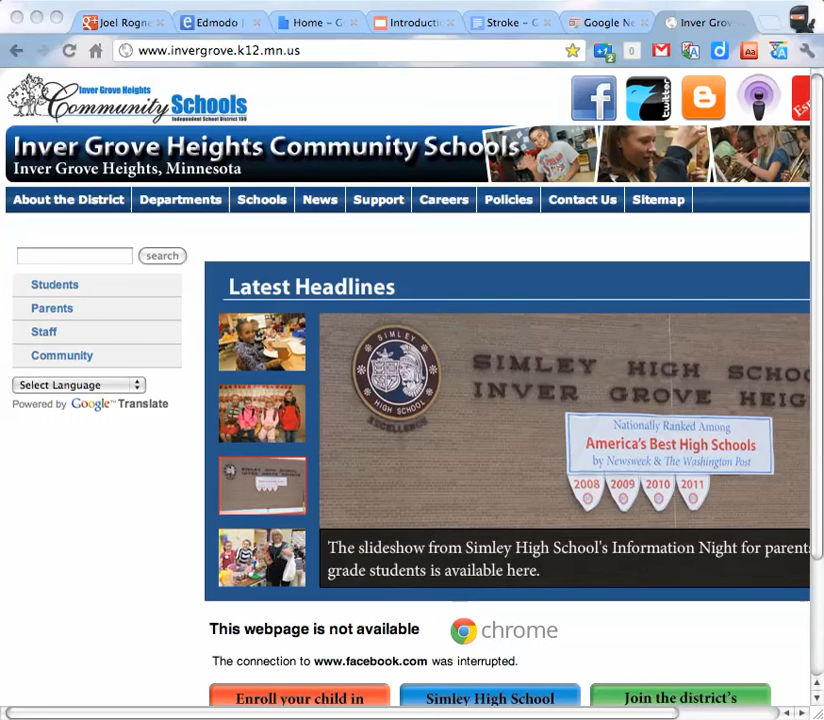 Joel Rogne
Edmodo |
Home – G
Introducti
Stroke – G
Google Ne
Inver Grov
www.invergrove.k12.mn.us
Inver Grove Heights
Community Schools
Independent School District 199
twitter
Inver Grove Heights Community Schools
Inver Grove Heights, Minnesota
About the District
Departments
Schools
News
Support
Careers
Policies
Contact Us
Sitemap
search
Students
Parents
Staff
Community
Select Language
Powered by Google™ Translate
Latest Headlines
SIMLEY
HIGH SCHOOL
EXCELLENCE
SIMLEY HIGH SCHOO
INVER GROVE HEIG
Nationally Ranked Among
America's Best High Schools
by Newsweek & The Washington Post
2008 2009 2010 2011
The slideshow from Simley High School's Information Night for parent
grade students is available here.
This webpage is not available
chrome
The connection to www.facebook.com was interrupted.
Enroll your child in
Simley High School
Join the district's